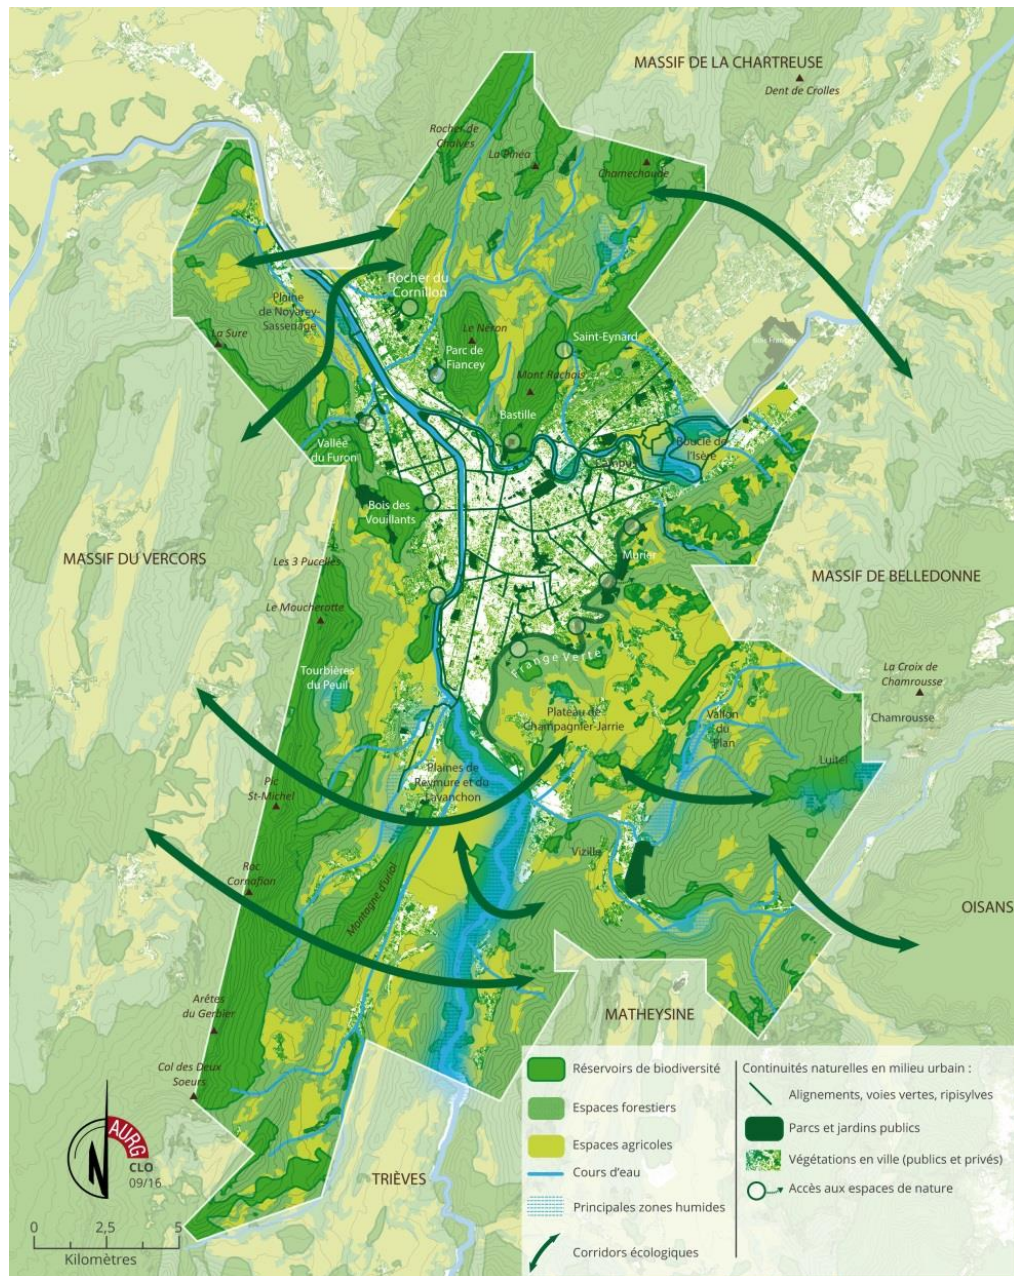 MASSIF DE LA CHARTREUSE
Dent de Crolles
Rocher de
Chalves
La Pinéa
Chamechaude
Rocher du
Cornillon
Plaine
de Noyarey-
Sassenage
La Sure
Le Néron
Parc de
Fiancey
Saint-Eynard
Mont Rachais
Bastille
Vallée
du Furon
Boucle de
l'Isère
Campus
Bois des
Vouillants
MASSIF DU VERCORS
Les 3 Pucelles
Murier
MASSIF DE BELLEDONNE
Le Moucherotte
Frange Verte
Tourbières
du Peuil
La Croix de
Chamrousse
Chamrousse
Plateau de
Champagnier-Jarrie
Vallon
du
Plan
Luitel
Plaines de
Reymure et du
Lavanchon
Pic
St-Michel
Vizille
Roc
Cornafion
Montagne d'uriol
OISANS
Arêtes
du Gerbier
MATHEYSINE
Col des Deux
Soeurs
TRIÈVES
AURG
CLO
09/16
N
0 2,5 5
Kilomètres
Réservoirs de biodiversité
Espaces forestiers
Espaces agricoles
Cours d'eau
Principales zones humides
Corridors écologiques
Continuités naturelles en milieu urbain :
Alignements, voies vertes, ripisylves
Parcs et jardins publics
Végétations en ville (publics et privés)
Accès aux espaces de nature